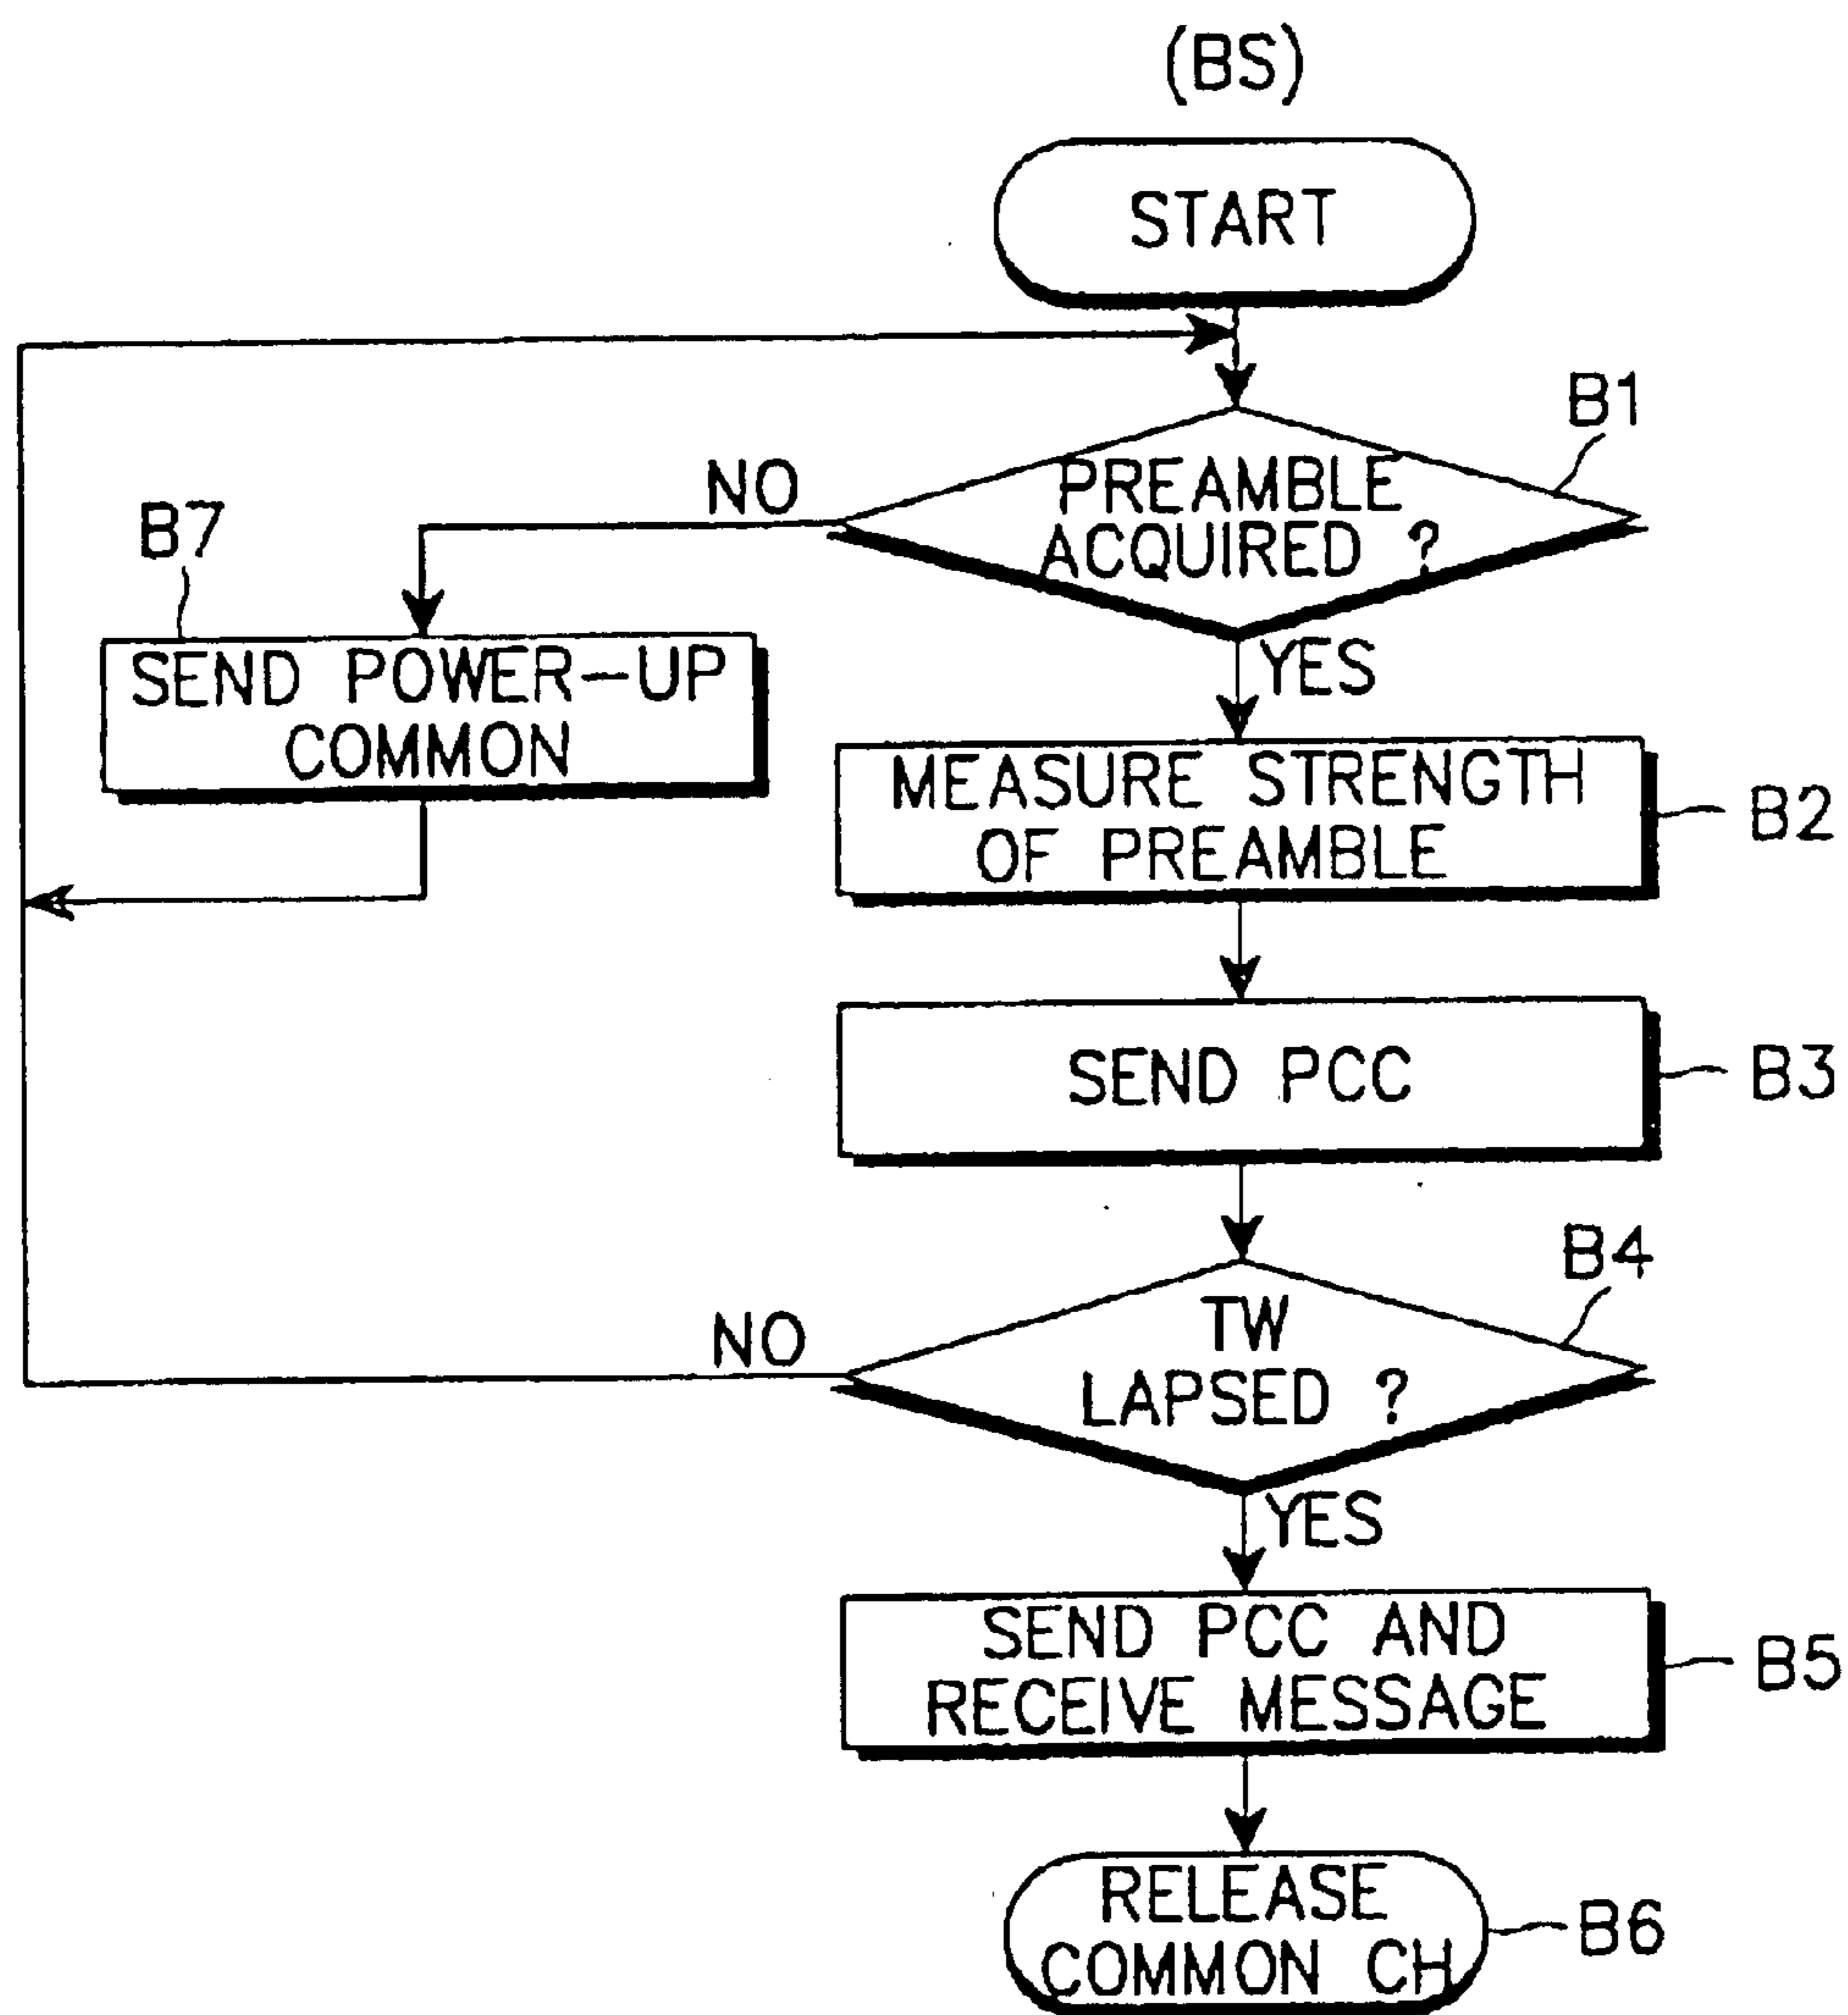 (BS)
START
B1
PREAMBLE
ACQUIRED ?
NO
YES
B7
SEND POWER-UP
COMMON
MEASURE STRENGTH
OF PREAMBLE
B2
SEND PCC
B3
B4
TW
LAPSED ?
NO
YES
SEND PCC AND
RECEIVE MESSAGE
B5
RELEASE
COMMON CH
B6